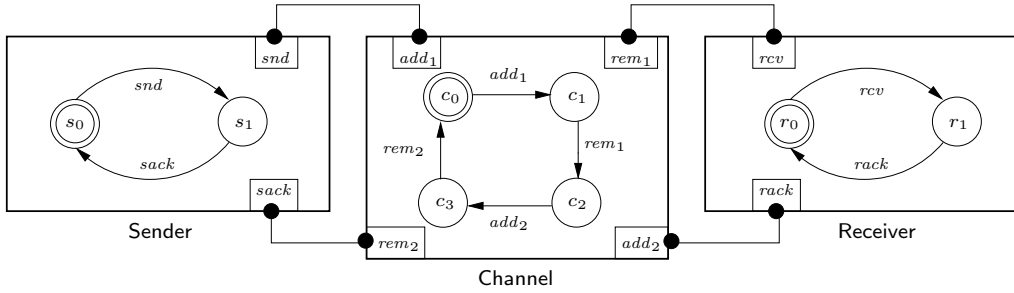 snd
add₁
rem₁
rcv
snd
s₀
s₁
sack
sack
c₀
add₁
c₁
rem₂
rem₁
c₃
add₂
c₂
rem₂
add₂
rcv
r₀
r₁
rack
rack
Sender
Channel
Receiver